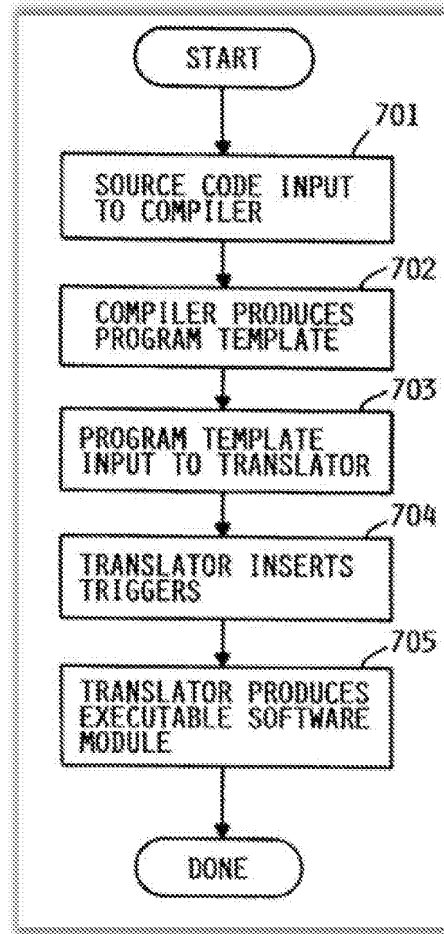 START
701
SOURCE CODE INPUT
TO COMPILER
702
COMPILER PRODUCES
PROGRAM TEMPLATE
703
PROGRAM TEMPLATE
INPUT TO TRANSLATOR
704
TRANSLATOR INSERTS
TRIGGERS
705
TRANSLATOR PRODUCES
EXECUTABLE SOFTWARE
MODULE
DONE